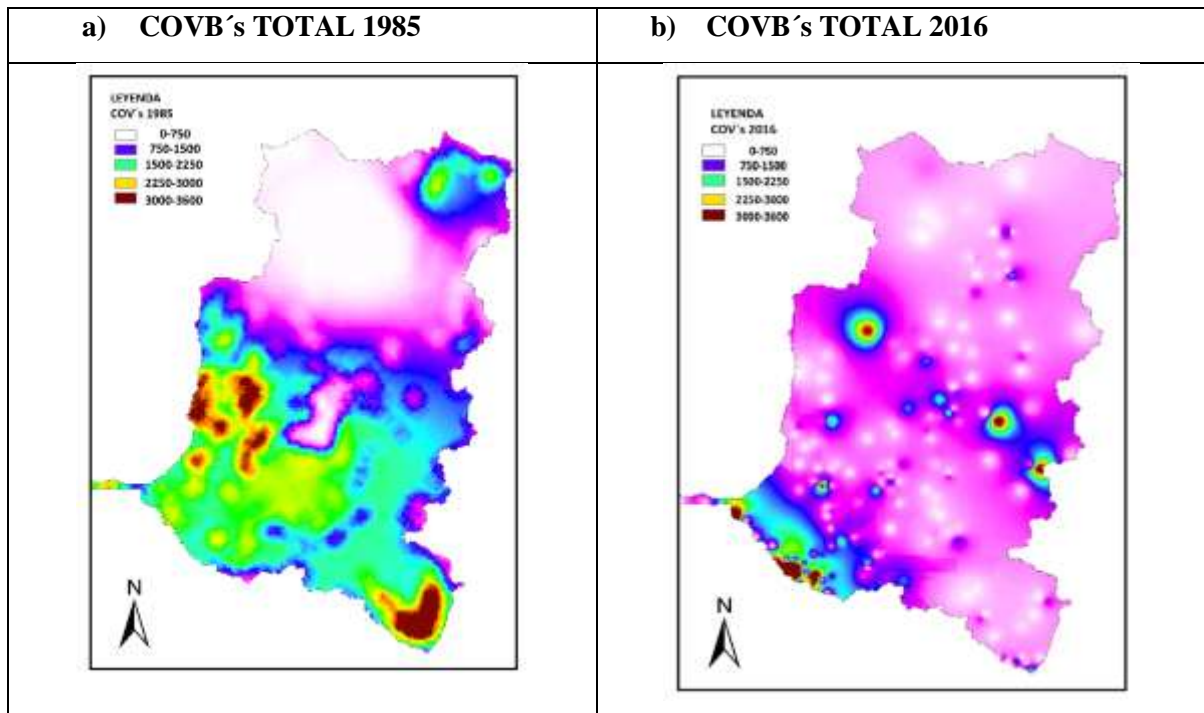 a) COVB´s TOTAL 1985
b) COVB´s TOTAL 2016
LEYENDA
COV´s 1985
0-750
750-1500
1500-2250
2250-3000
3000-3600
N
LEYENDA
COV´s 2016
0-750
750-1500
1500-2250
2250-3000
3000-3600
N